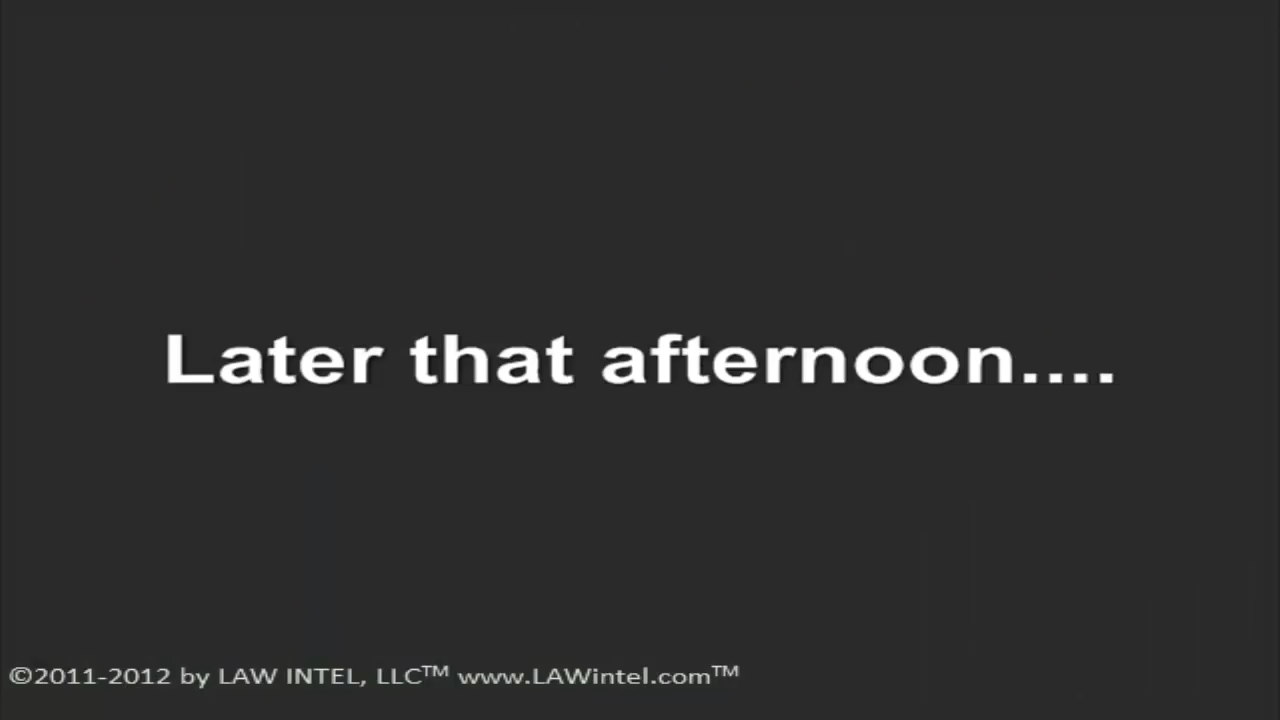 Later that afternoon....
©2011-2012 by LAW INTEL, LLC™ www.LAWintel.com™